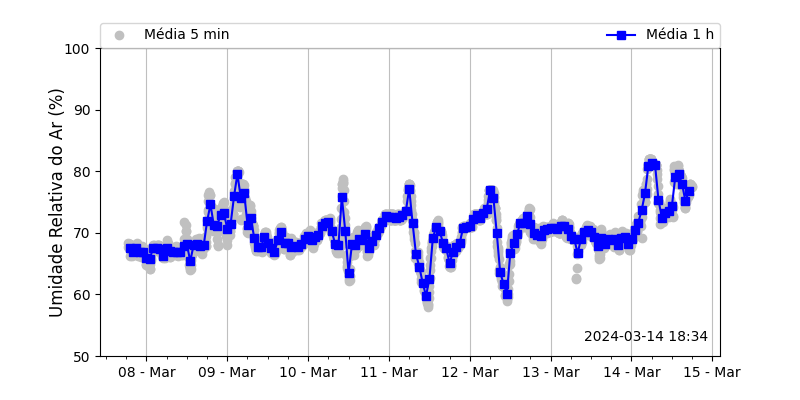 Média 5 min
Média 1 h
Umidade Relativa do Ar (%)
100
90
80
70
60
50
2024-03-14 18:34
08 - Mar
09 - Mar
10 - Mar
11 - Mar
12 - Mar
13 - Mar
14 - Mar
15 - Mar